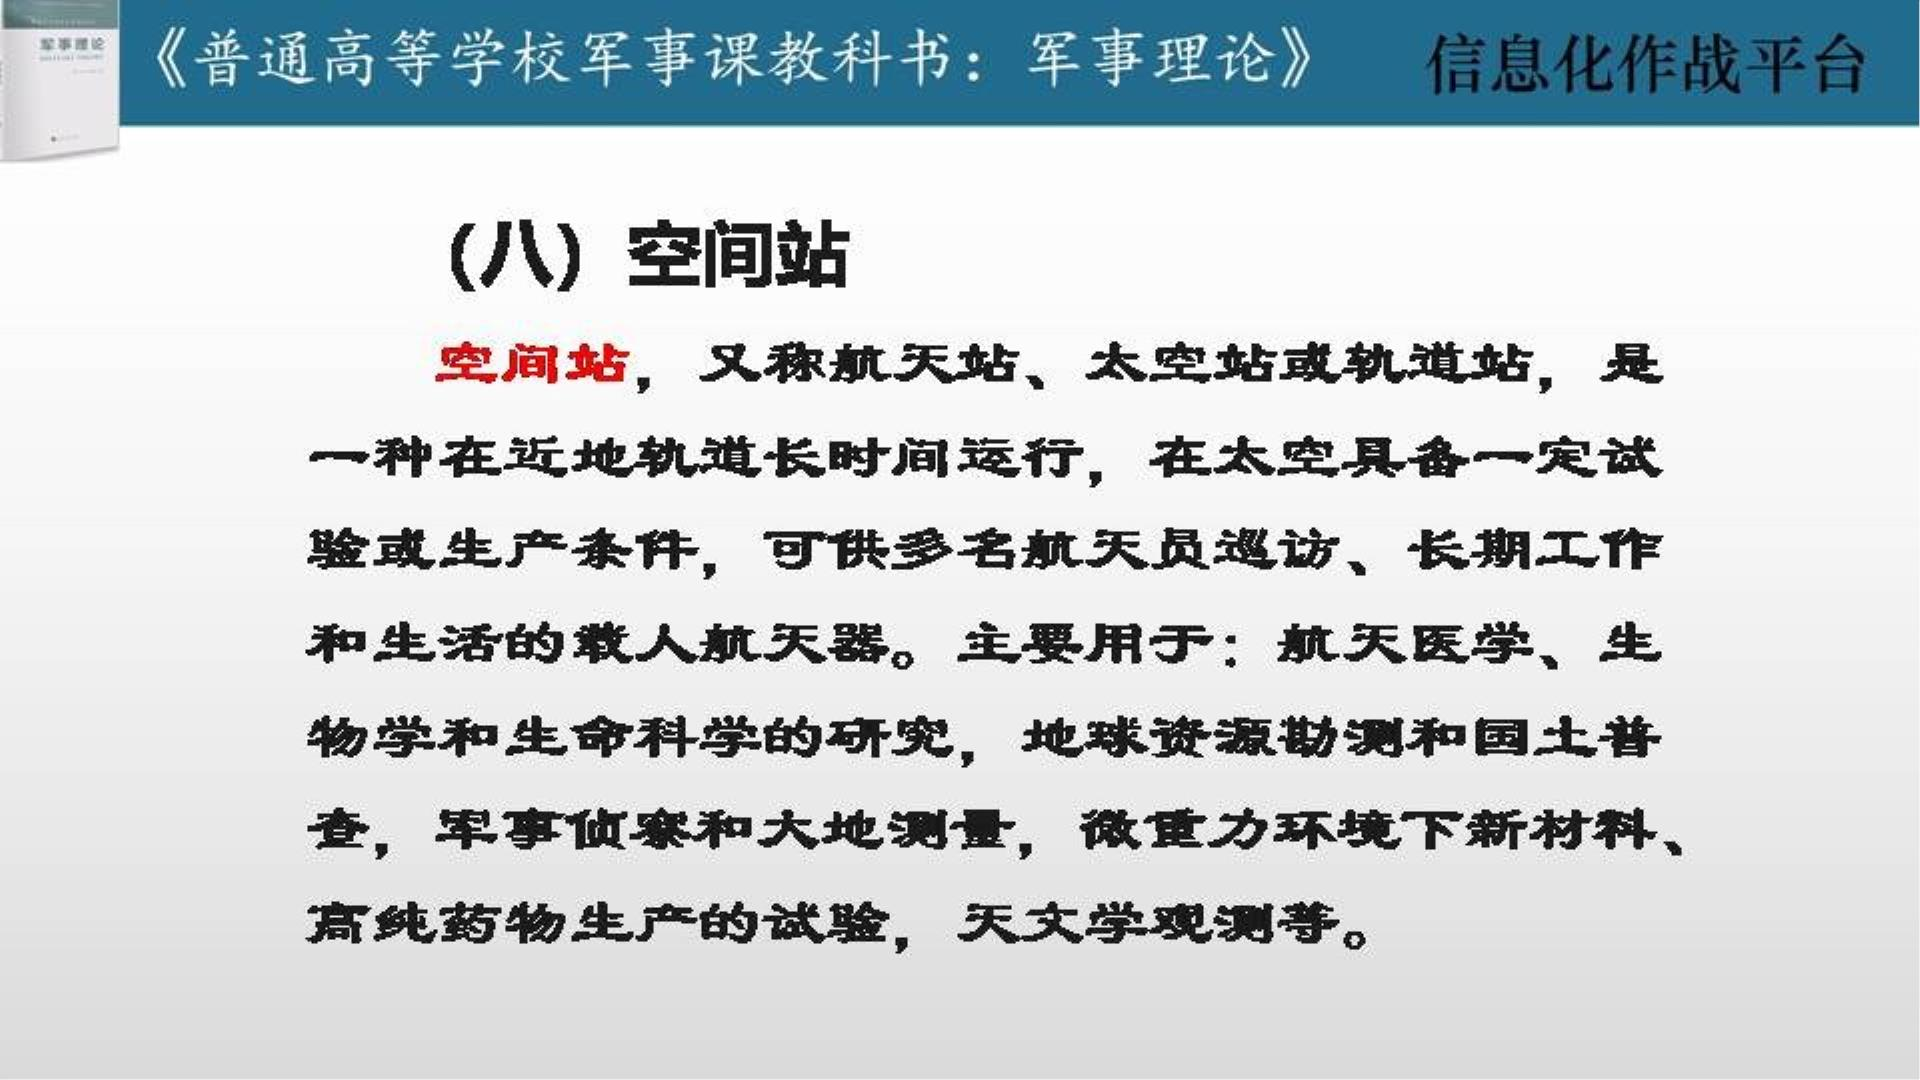 军事理论
《普通高等学校军事课教科书：军事理论》
信息化作战平台
（八）空间站
空间站，又称航天站、太空站或轨道站，是
一种在近地轨道长时间运行，在太空具备一定试
验或生产条件，可供多名航天员巡访、长期工作
和生活的载人航天器。主要用于：航天医学、生
物学和生命科学的研究，地球资源勘测和国土普
查，军事侦察和大地测量，微重力环境下新材料、
高纯药物生产的试验，天文学观测等。